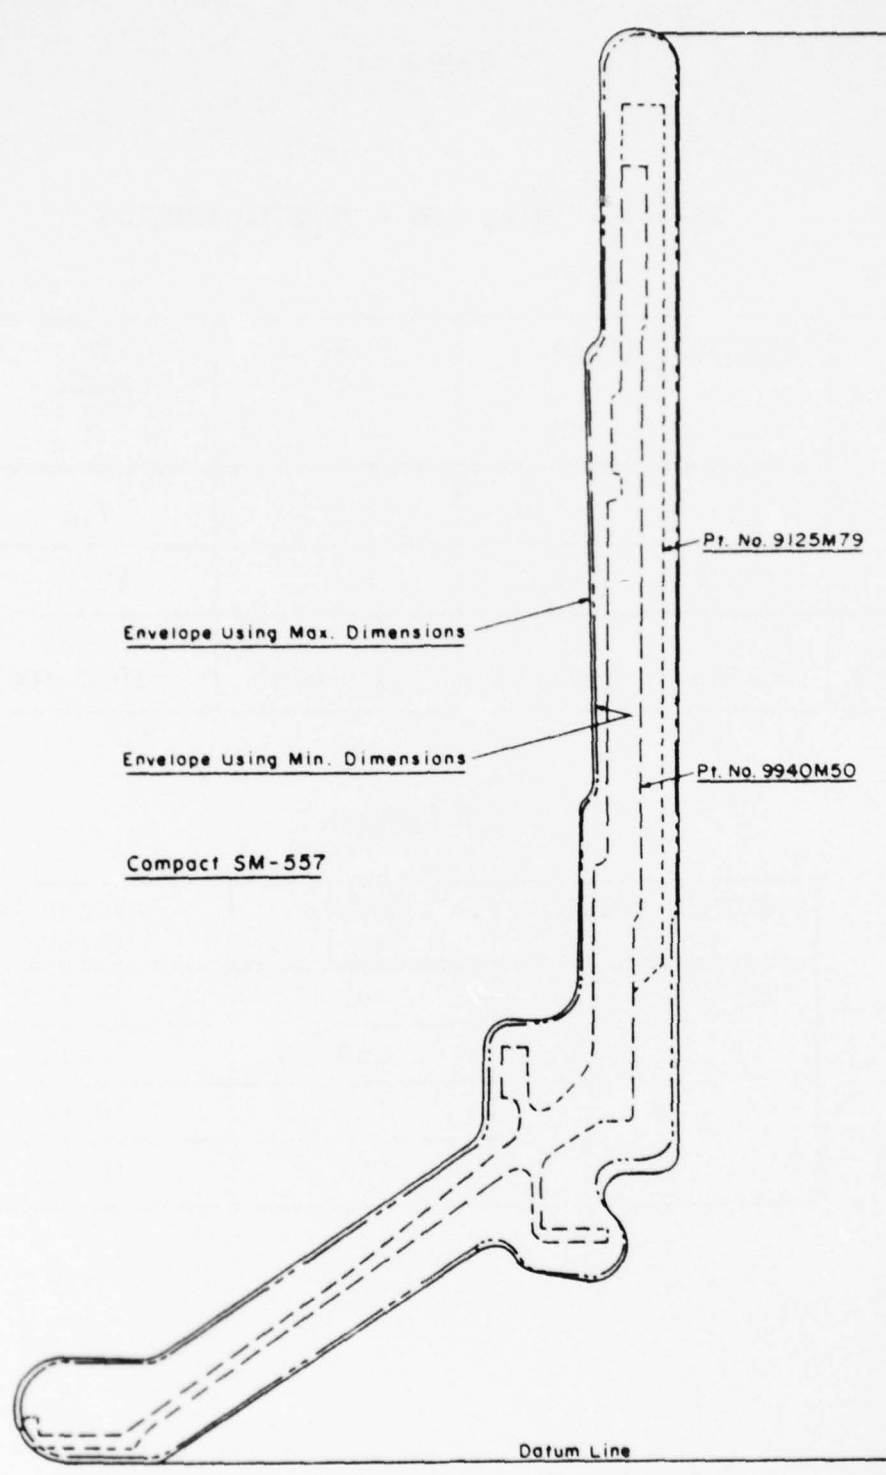 Pt. No. 9125M79
Envelope Using Max. Dimensions
Envelope Using Min. Dimensions
Pt. No. 9940M50
Compact SM-557
Datum Line